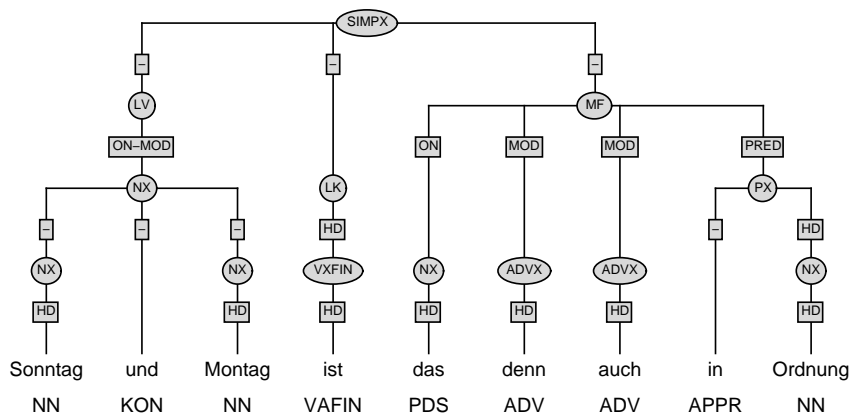 SIMPX
– – –
LV MF
ON–MOD ON MOD MOD PRED
NX LK PX
– – – HD – HD
NX NX VXFIN NX ADVX ADVX NX
HD HD HD HD HD HD HD
Sonntag und Montag ist das denn auch in Ordnung
NN KON NN VAFIN PDS ADV ADV APPR NN